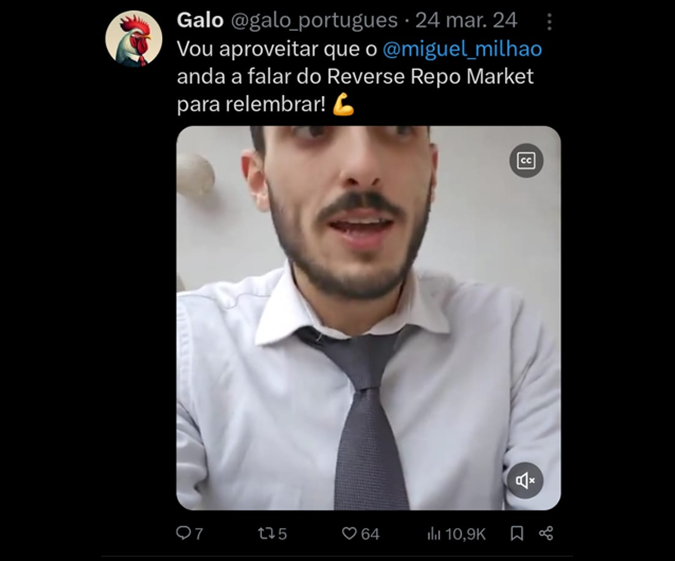 Galo @galo_portugues · 24 mar. 24
Vou aproveitar que o @miguel_milhao
anda a falar do Reverse Repo Market
para relembrar! 💪
CC
7 5 64 10,9K